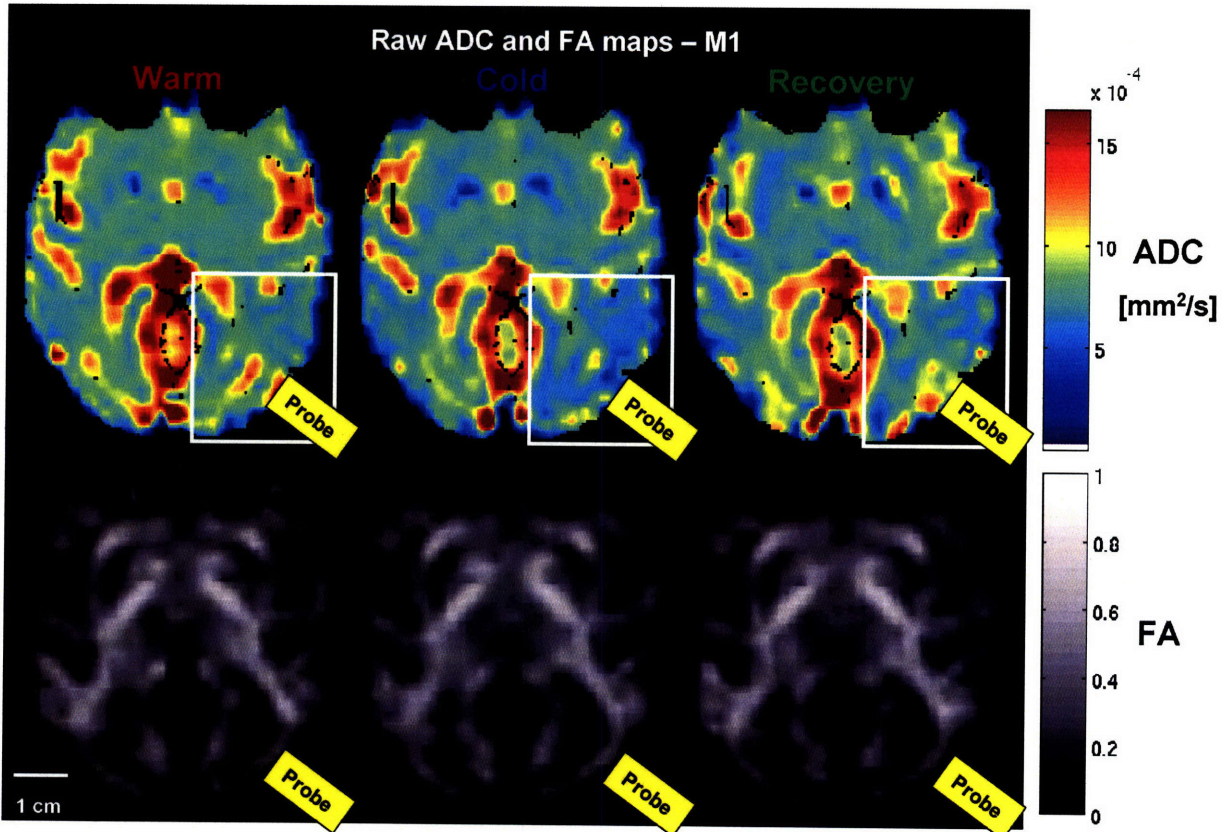 Raw ADC and FA maps – M1
Warm
Cold
Recovery
x 10⁻⁴
15
10
5
ADC
[mm²/s]
Probe
Probe
Probe
1
0.8
0.6
0.4
0.2
0
FA
Probe
Probe
Probe
1 cm